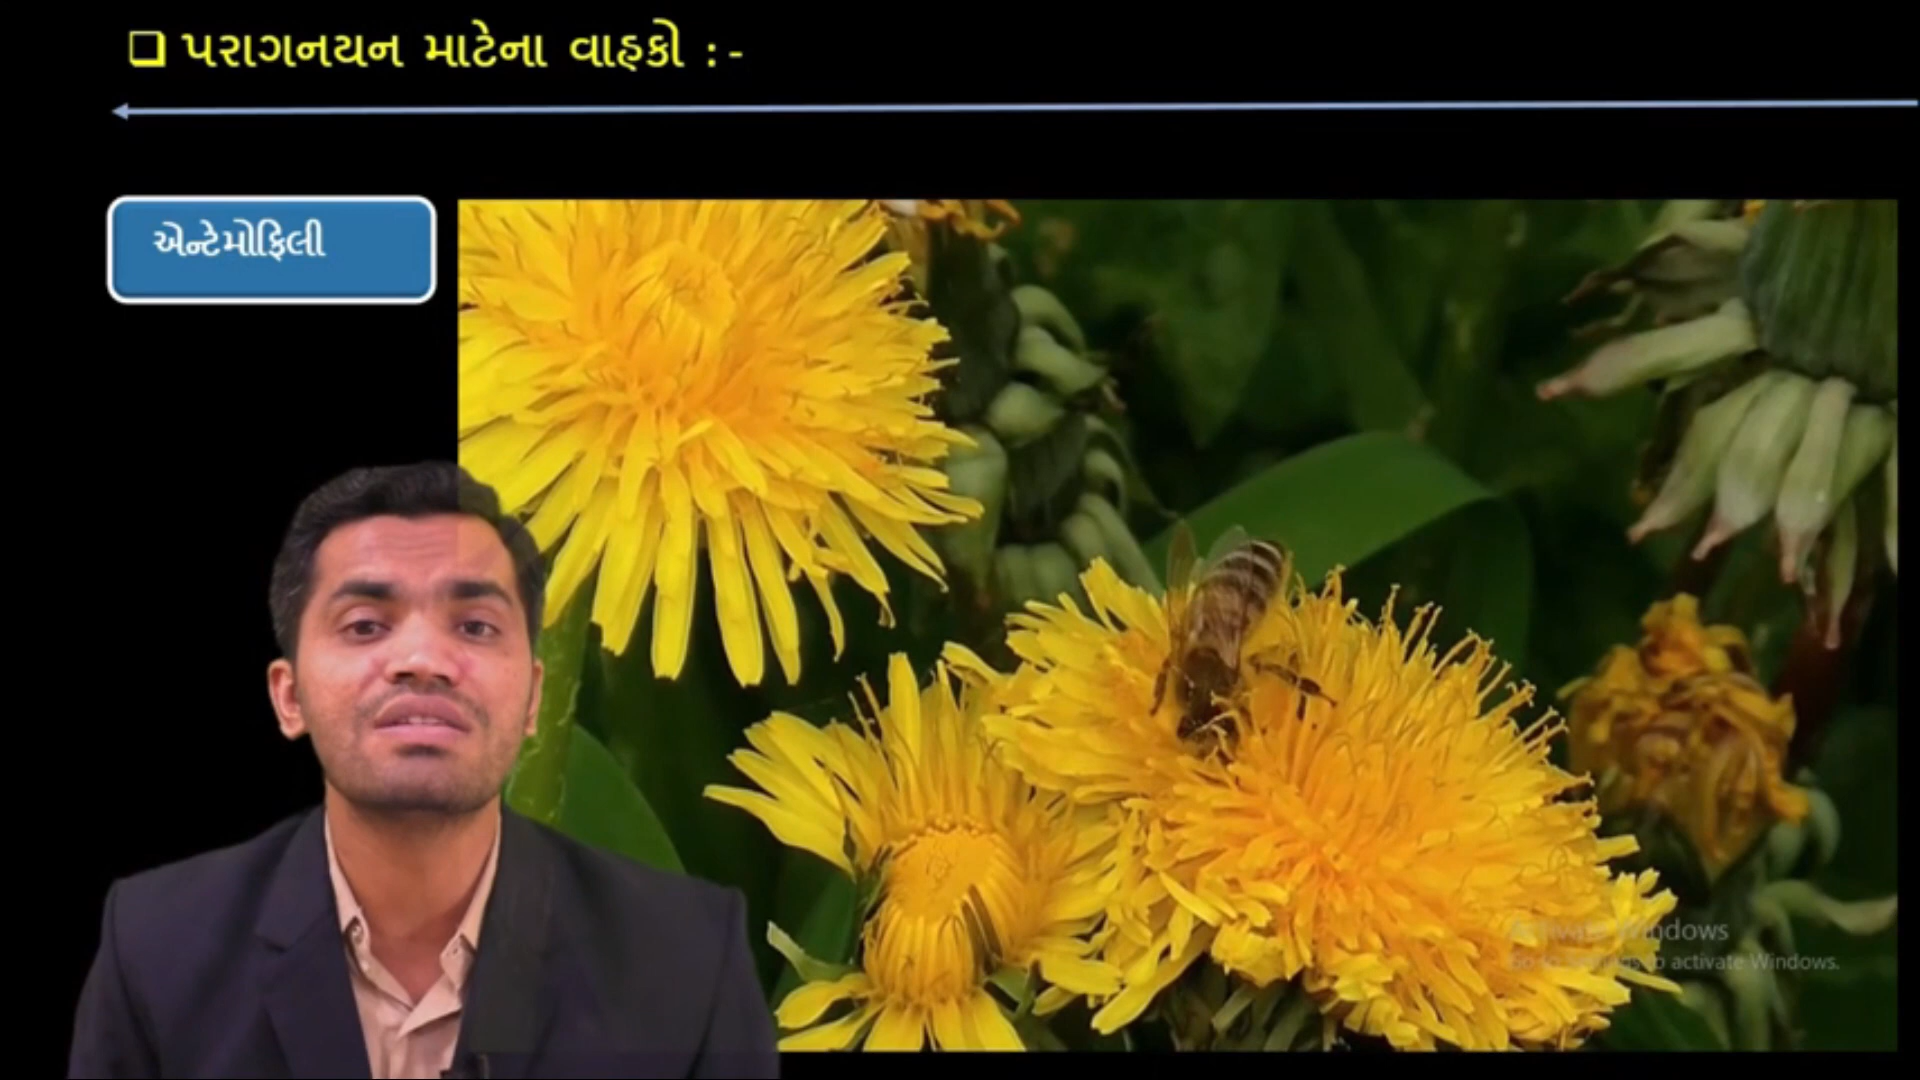 ❑ પરાગનયન માટેના વાહકો :-
એન્ટેમોફિલી
Activate Windows
Go to Settings to activate Windows.